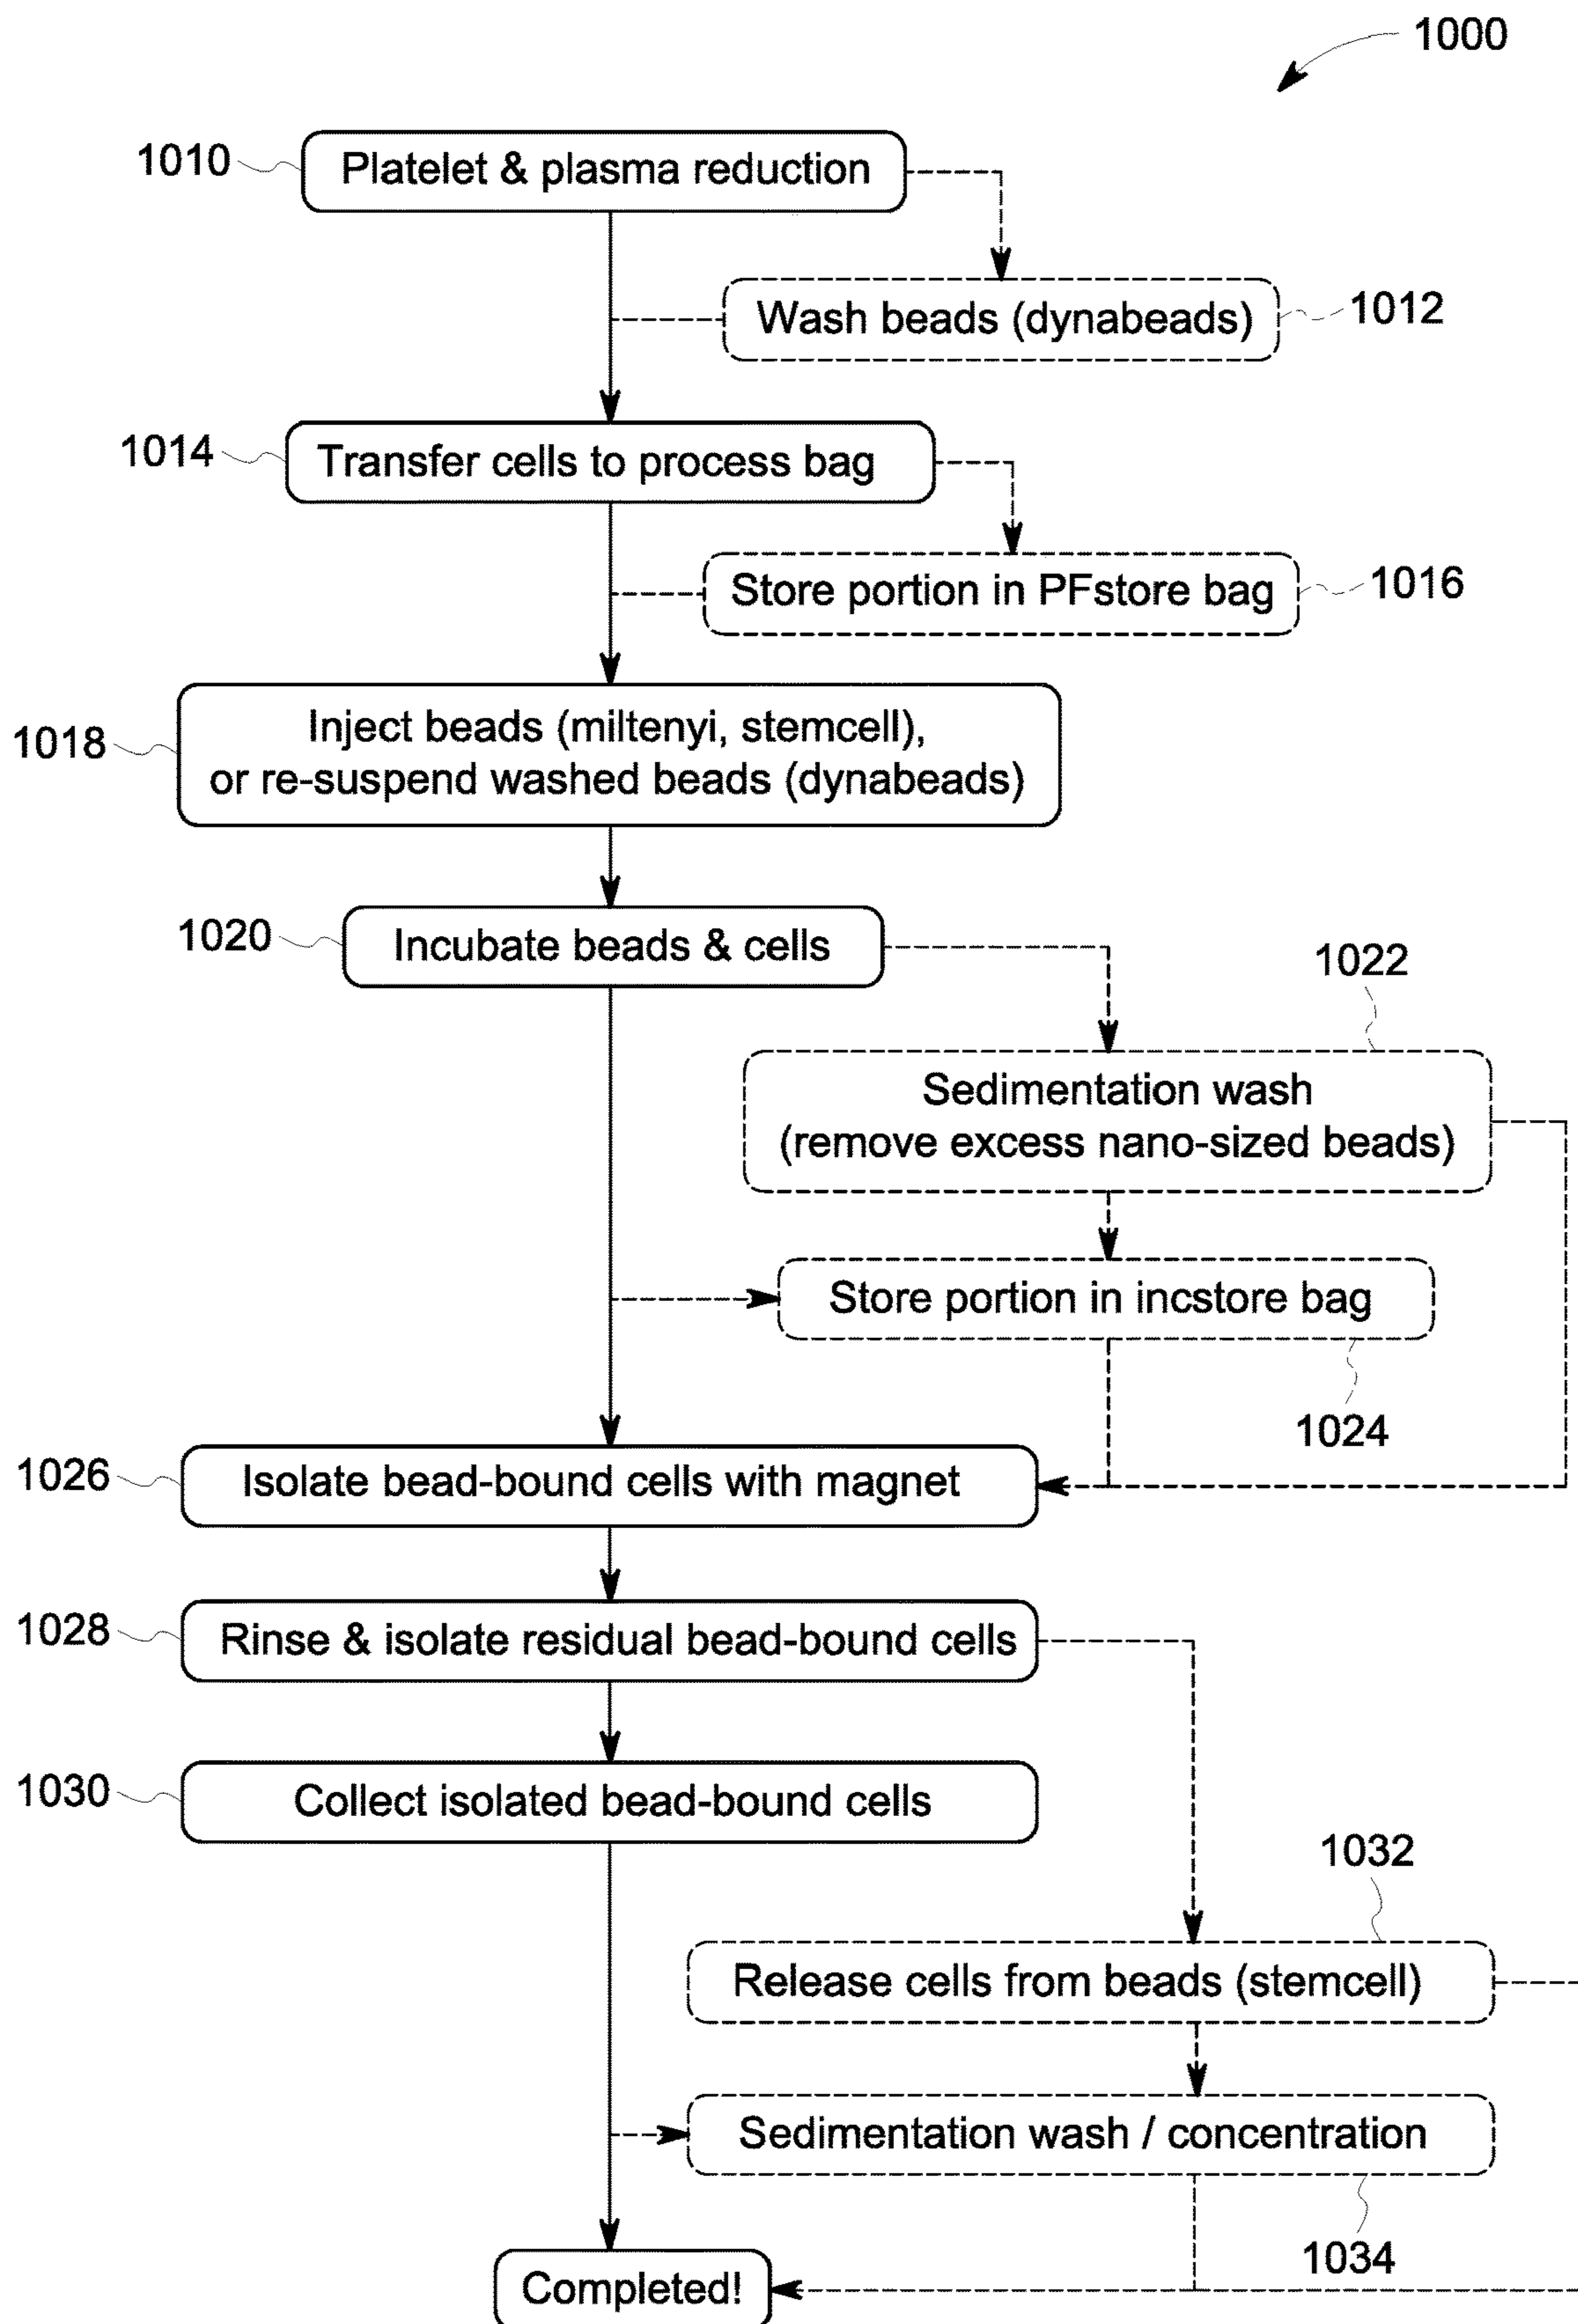 1000
1010
Platelet & plasma reduction
Wash beads (dynabeads)
1012
1014
Transfer cells to process bag
Store portion in PFstore bag
1016
1018
Inject beads (miltenyi, stemcell),
or re-suspend washed beads (dynabeads)
1020
Incubate beads & cells
1022
Sedimentation wash
(remove excess nano-sized beads)
Store portion in incstore bag
1024
1026
Isolate bead-bound cells with magnet
1028
Rinse & isolate residual bead-bound cells
1030
Collect isolated bead-bound cells
1032
Release cells from beads (stemcell)
Sedimentation wash / concentration
1034
Completed!